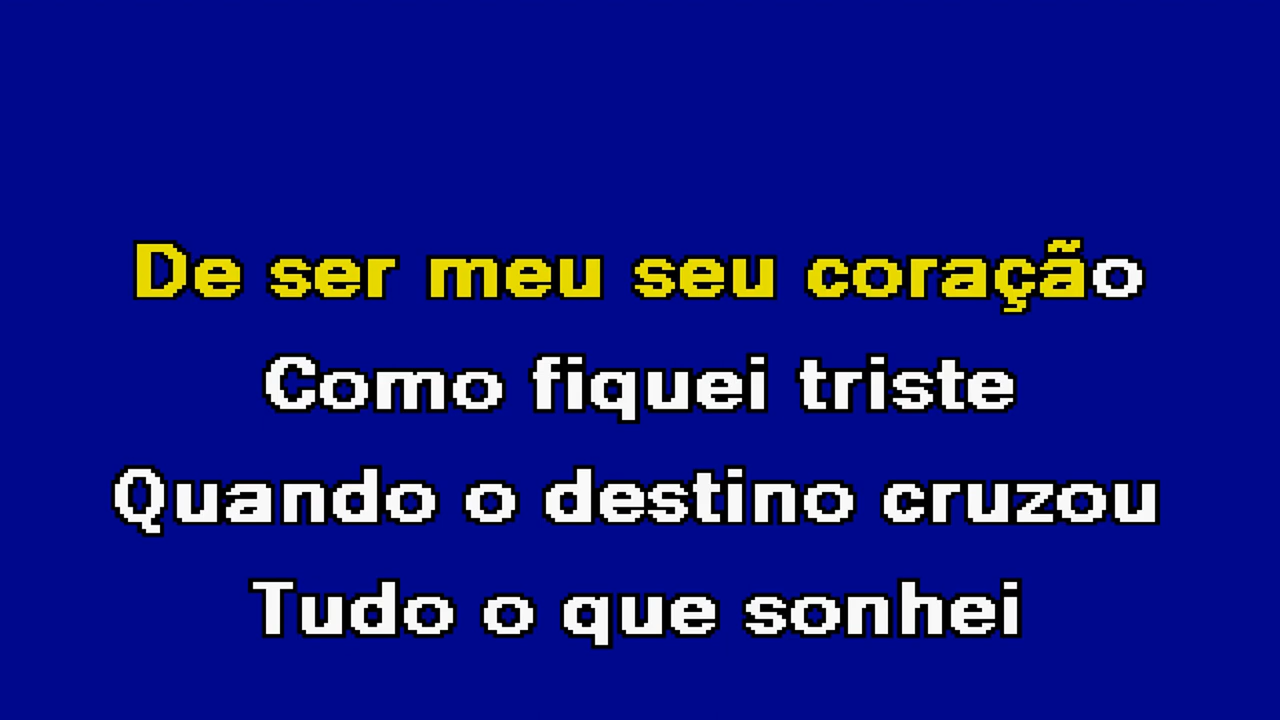 De ser meu seu coração
Como fiquei triste
Quando o destino cruzou
Tudo o que sonhei